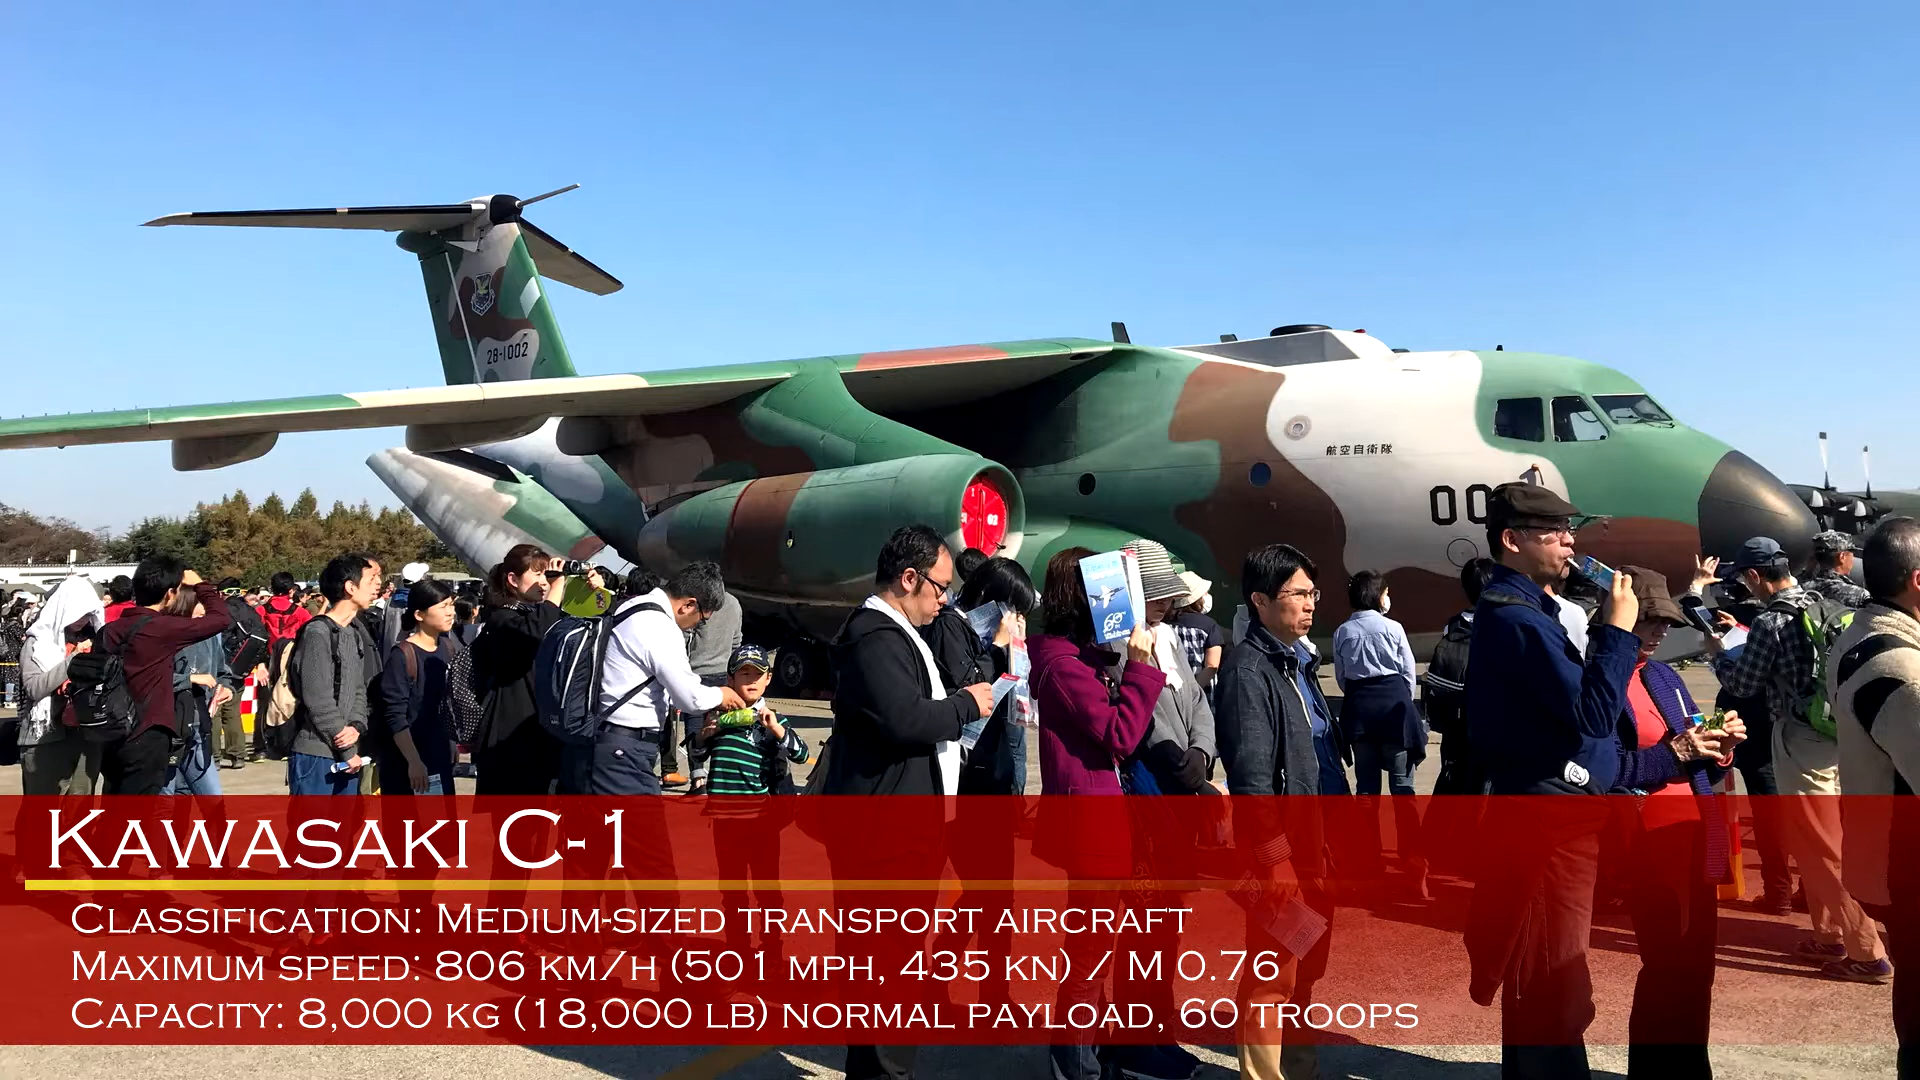 28-1002
航空自衛隊
00
60
Kawasaki C-1
Classification: Medium-sized transport aircraft
Maximum speed: 806 km/h (501 mph, 435 kn) / M 0.76
Capacity: 8,000 kg (18,000 lb) normal payload, 60 troops